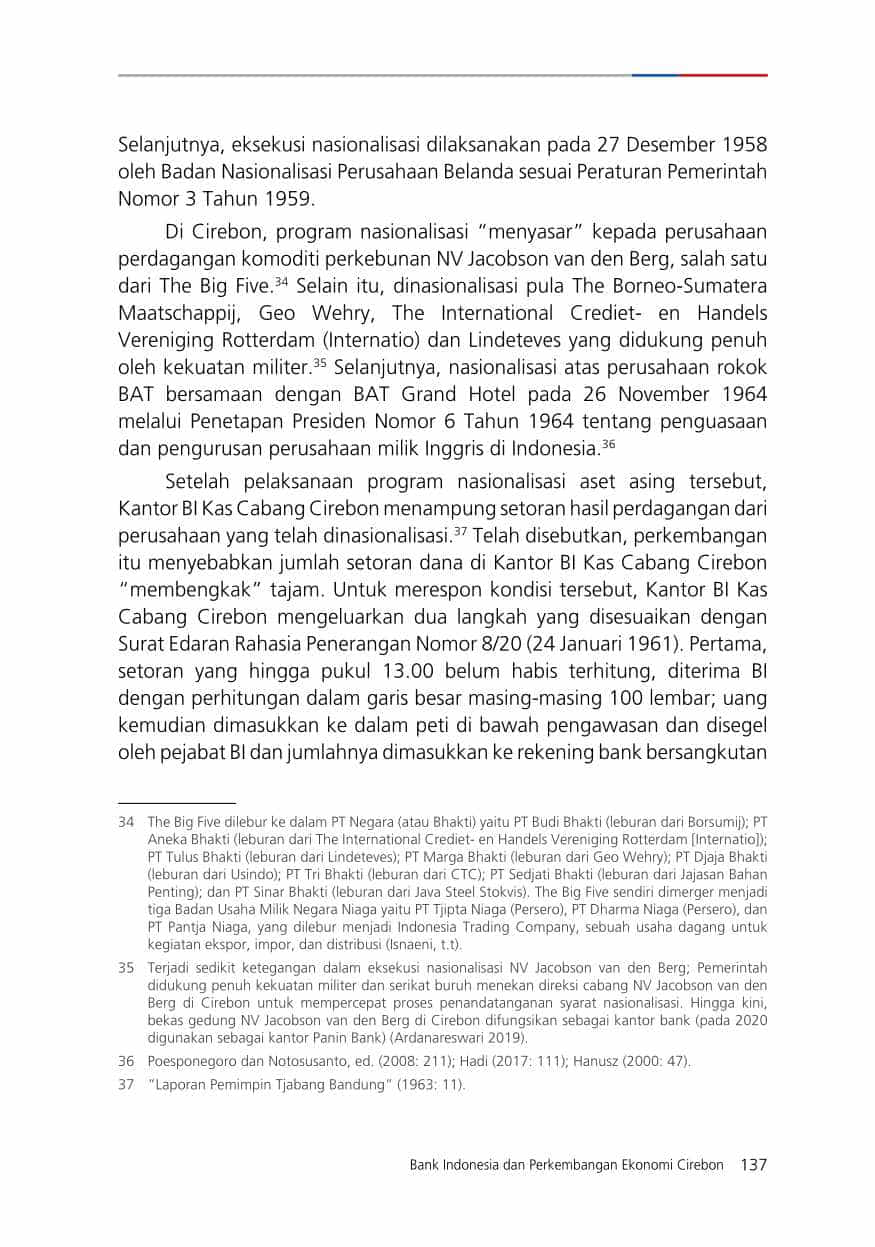 Selanjutnya, eksekusi nasionalisasi dilaksanakan pada 27 Desember 1958
oleh Badan Nasionalisasi Perusahaan Belanda sesuai Peraturan Pemerintah
Nomor 3 Tahun 1959.
Di Cirebon, program nasionalisasi “menyasar” kepada perusahaan
perdagangan komoditi perkebunan NV Jacobson van den Berg, salah satu
dari The Big Five.³⁴ Selain itu, dinasionalisasi pula The Borneo-Sumatera
Maatschappij, Geo Wehry, The International Crediet- en Handels
Vereniging Rotterdam (Internatio) dan Lindeteves yang didukung penuh
oleh kekuatan militer.³⁵ Selanjutnya, nasionalisasi atas perusahaan rokok
BAT bersamaan dengan BAT Grand Hotel pada 26 November 1964
melalui Penetapan Presiden Nomor 6 Tahun 1964 tentang penguasaan
dan pengurusan perusahaan milik Inggris di Indonesia.³⁶
Setelah pelaksanaan program nasionalisasi aset asing tersebut,
Kantor BI Kas Cabang Cirebon menampung setoran hasil perdagangan dari
perusahaan yang telah dinasionalisasi.³⁷ Telah disebutkan, perkembangan
itu menyebabkan jumlah setoran dana di Kantor BI Kas Cabang Cirebon
“membengkak” tajam. Untuk merespon kondisi tersebut, Kantor BI Kas
Cabang Cirebon mengeluarkan dua langkah yang disesuaikan dengan
Surat Edaran Rahasia Penerangan Nomor 8/20 (24 Januari 1961). Pertama,
setoran yang hingga pukul 13.00 belum habis terhitung, diterima BI
dengan perhitungan dalam garis besar masing-masing 100 lembar; uang
kemudian dimasukkan ke dalam peti di bawah pengawasan dan disegel
oleh pejabat BI dan jumlahnya dimasukkan ke rekening bank bersangkutan
34 The Big Five dilebur ke dalam PT Negara (atau Bhakti) yaitu PT Budi Bhakti (leburan dari Borsumij); PT
Aneka Bhakti (leburan dari The International Crediet- en Handels Vereniging Rotterdam [Internatio]);
PT Tulus Bhakti (leburan dari Lindeteves); PT Marga Bhakti (leburan dari Geo Wehry); PT Djaja Bhakti
(leburan dari Usindo); PT Tri Bhakti (leburan dari CTC); PT Sedjati Bhakti (leburan dari Jajasan Bahan
Penting); dan PT Sinar Bhakti (leburan dari Java Steel Stokvis). The Big Five sendiri dimerger menjadi
tiga Badan Usaha Milik Negara Niaga yaitu PT Tjipta Niaga (Persero), PT Dharma Niaga (Persero), dan
PT Pantja Niaga, yang dilebur menjadi Indonesia Trading Company, sebuah usaha dagang untuk
kegiatan ekspor, impor, dan distribusi (Isnaeni, t.t).
35 Terjadi sedikit ketegangan dalam eksekusi nasionalisasi NV Jacobson van den Berg; Pemerintah
didukung penuh kekuatan militer dan serikat buruh menekan direksi cabang NV Jacobson van den
Berg di Cirebon untuk mempercepat proses penandatanganan syarat nasionalisasi. Hingga kini,
bekas gedung NV Jacobson van den Berg di Cirebon difungsikan sebagai kantor bank (pada 2020
digunakan sebagai kantor Panin Bank) (Ardanareswari 2019).
36 Poesponegoro dan Notosusanto, ed. (2008: 211); Hadi (2017: 111); Hanusz (2000: 47).
37 “Laporan Pemimpin Tjabang Bandung” (1963: 11).
Bank Indonesia dan Perkembangan Ekonomi Cirebon 137